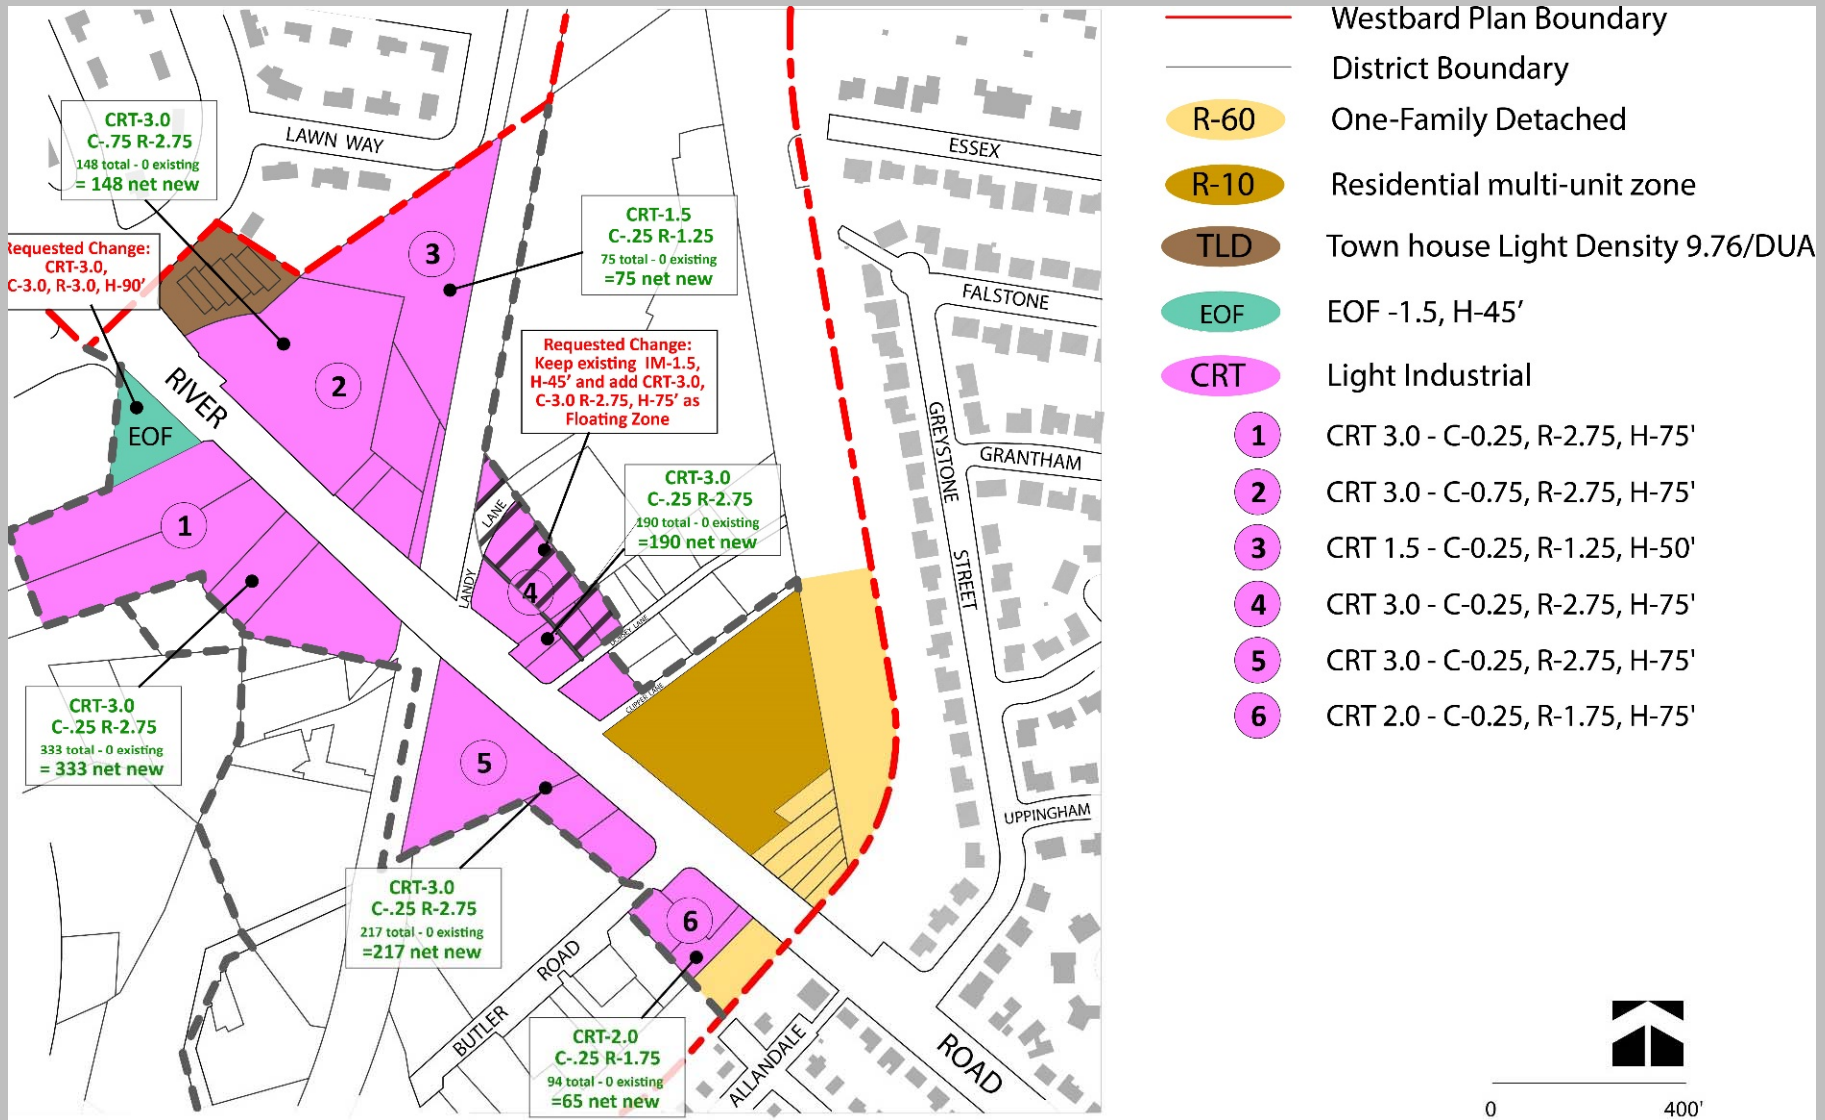 LAWN WAY
CRT-3.0
C-.75 R-2.75
148 total - 0 existing
= 148 net new
Requested Change:
CRT-3.0,
C-3.0, R-3.0, H-90'
3
CRT-1.5
C-.25 R-1.25
75 total - 0 existing
=75 net new
2
Requested Change:
Keep existing IM-1.5,
H-45' and add CRT-3.0,
C-3.0 R-2.75, H-75' as
Floating Zone
RIVER
EOF
1
CRT-3.0
C-.25 R-2.75
190 total - 0 existing
=190 net new
LANE
LANDY
4
DORSEY LANE
CLIPPER LANE
CRT-3.0
C-.25 R-2.75
333 total - 0 existing
= 333 net new
5
CRT-3.0
C-.25 R-2.75
217 total - 0 existing
=217 net new
6
CRT-2.0
C-.25 R-1.75
94 total - 0 existing
=65 net new
BUTLER ROAD
ALLANDALE
ROAD
ESSEX
FALSTONE
GREYSTONE STREET
GRANTHAM
UPPINGHAM
Westbard Plan Boundary
District Boundary
R-60 One-Family Detached
R-10 Residential multi-unit zone
TLD Town house Light Density 9.76/DUA
EOF EOF -1.5, H-45'
CRT Light Industrial
1 CRT 3.0 - C-0.25, R-2.75, H-75'
2 CRT 3.0 - C-0.75, R-2.75, H-75'
3 CRT 1.5 - C-0.25, R-1.25, H-50'
4 CRT 3.0 - C-0.25, R-2.75, H-75'
5 CRT 3.0 - C-0.25, R-2.75, H-75'
6 CRT 2.0 - C-0.25, R-1.75, H-75'
0 400'